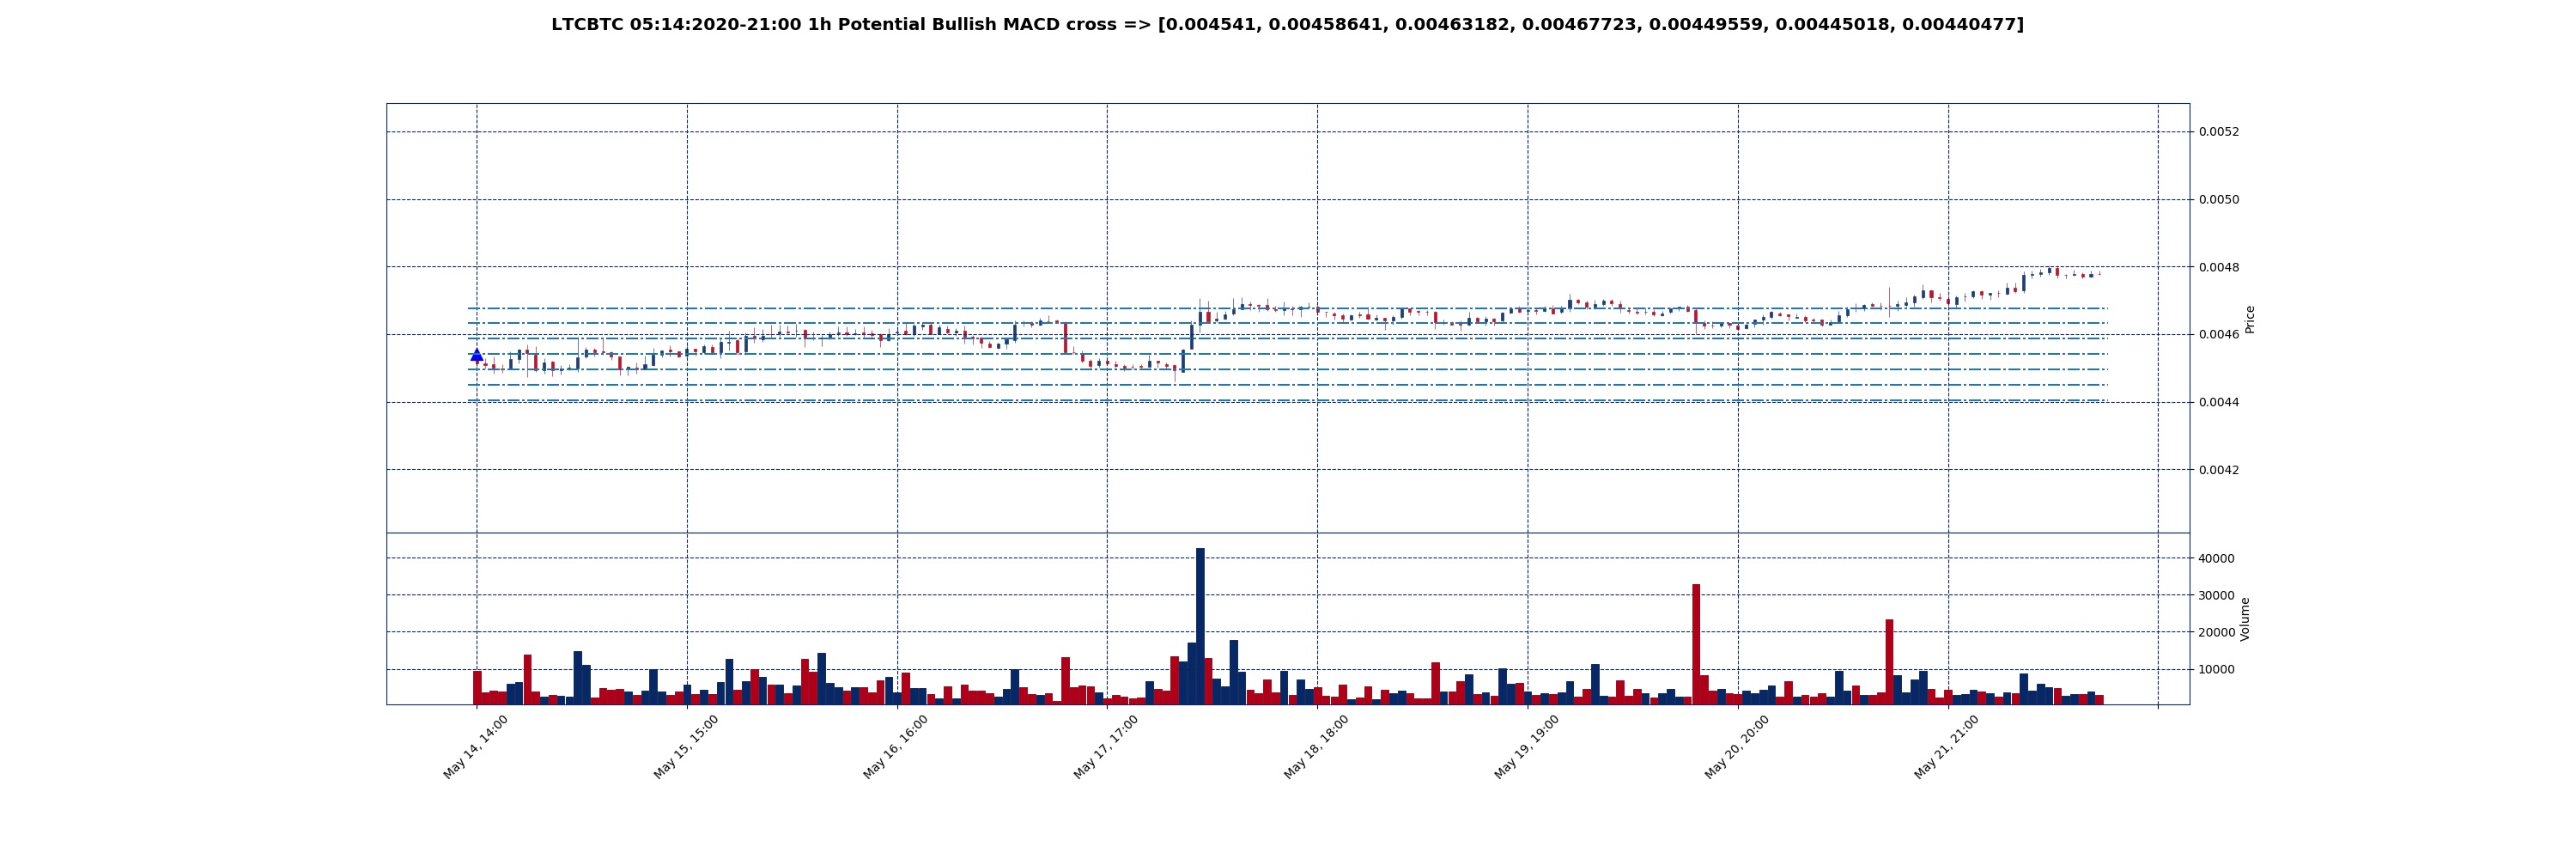 LTCBTC 05:14:2020-21:00 1h Potential Bullish MACD cross => [0.004541, 0.00458641, 0.00463182, 0.00467723, 0.00449559, 0.00445018, 0.00440477]
0.0052
0.0050
0.0048
0.0046
0.0044
0.0042
Price
40000
30000
20000
10000
Volume
May 14, 14:00
May 15, 15:00
May 16, 16:00
May 17, 17:00
May 18, 18:00
May 19, 19:00
May 20, 20:00
May 21, 21:00